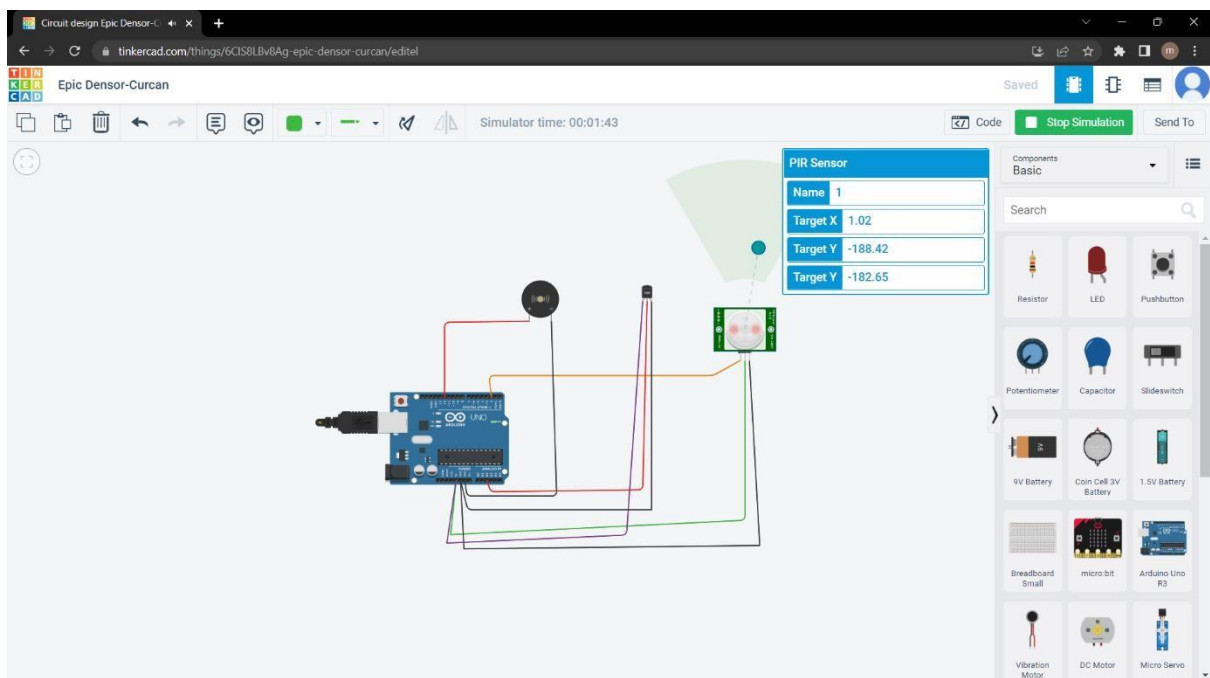 Circuit design Epic Densor-C
tinkercad.com/things/6CIS8LBv8Ag-epic-densor-curcan/editel
m
TIN
KER
CAD
Epic Densor-Curcan
Saved
Simulator time: 00:01:43
Code
Stop Simulation
Send To
PIR Sensor
Name 1
Target X 1.02
Target Y -188.42
Target Y -182.65
UNO
ARDUINO
Components
Basic
Search
Resistor
LED
Pushbutton
Potentiometer
Capacitor
Slideswitch
9V
9V Battery
Coin Cell 3V
Battery
1.5V Battery
Breadboard
Small
micro:bit
Arduino Uno
R3
Vibration
Motor
DC Motor
Micro Servo